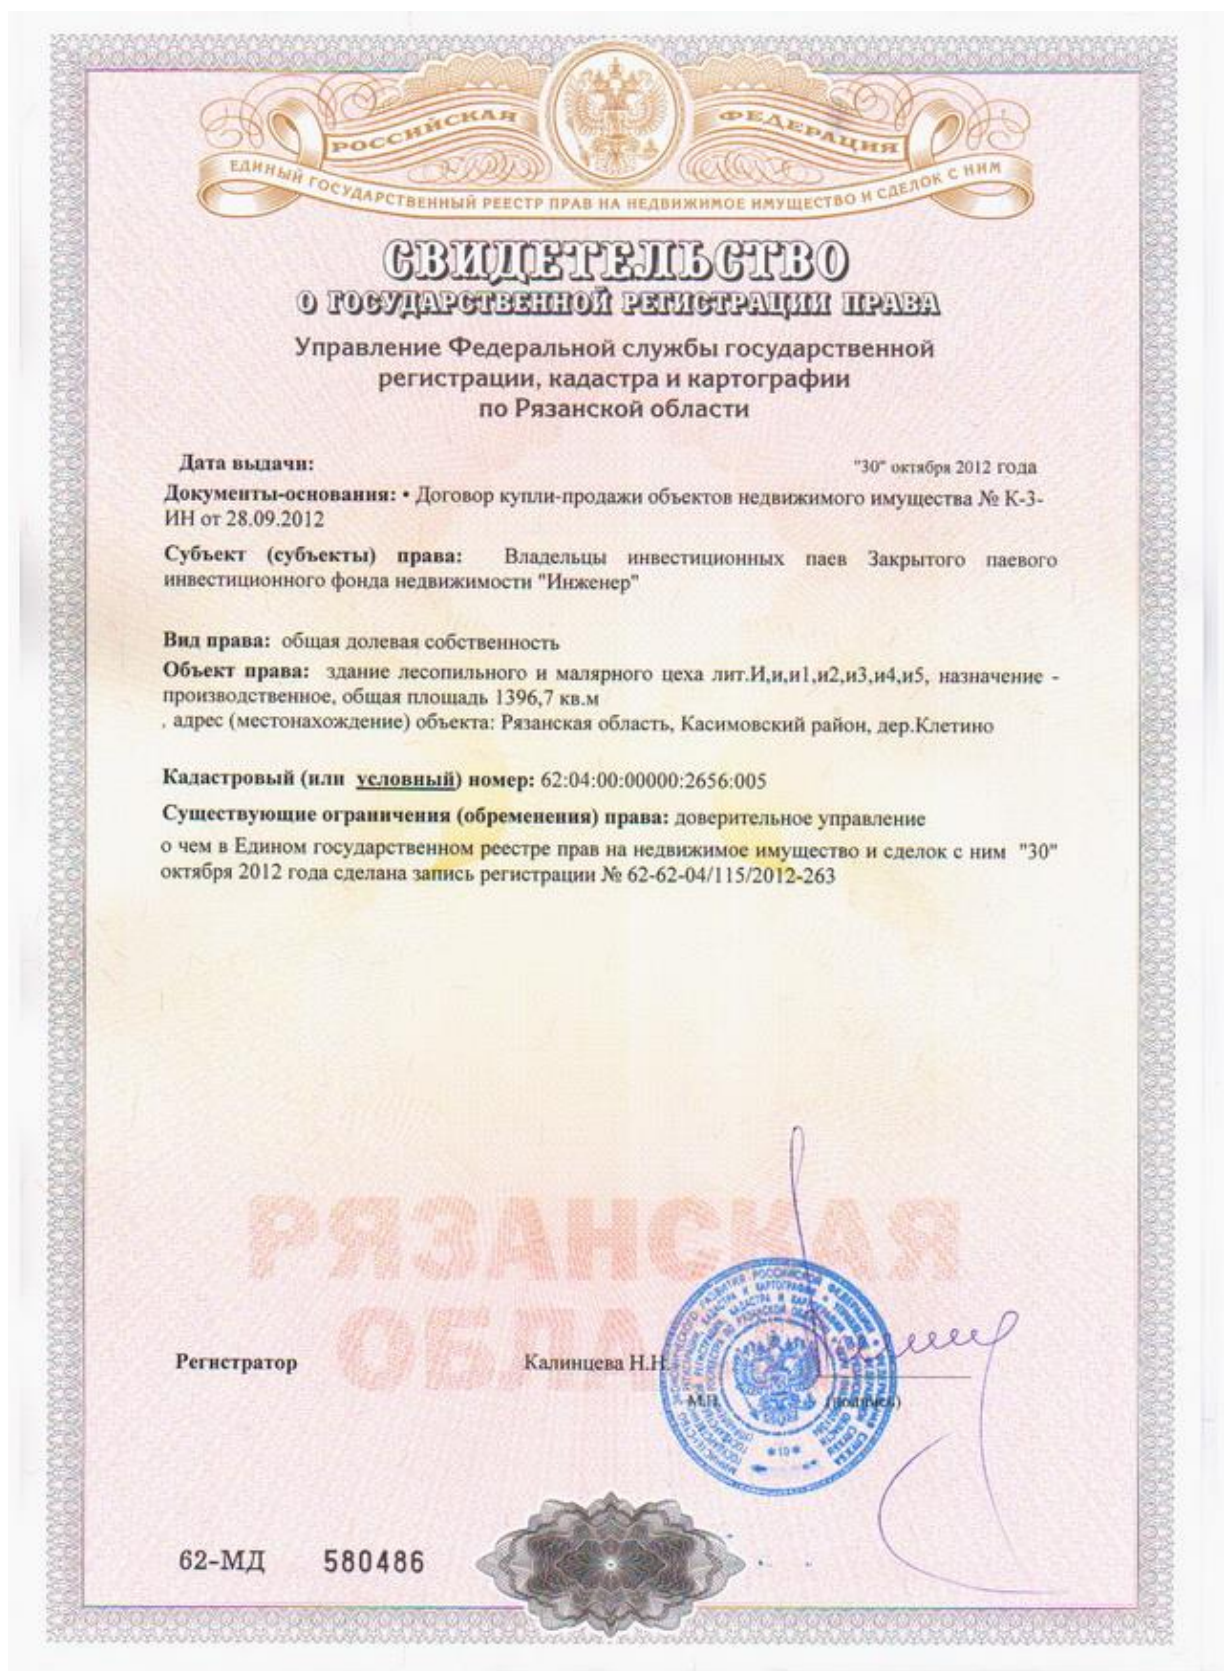 РОССИЙСКАЯ ФЕДЕРАЦИЯ
ЕДИНЫЙ ГОСУДАРСТВЕННЫЙ РЕЕСТР ПРАВ НА НЕДВИЖИМОЕ ИМУЩЕСТВО И СДЕЛОК С НИМ
СВИДЕТЕЛЬСТВО
О ГОСУДАРСТВЕННОЙ РЕГИСТРАЦИИ ПРАВА
Управление Федеральной службы государственной
регистрации, кадастра и картографии
по Рязанской области
Дата выдачи: "30" октября 2012 года
Документы-основания: • Договор купли-продажи объектов недвижимого имущества № К-3-
ИН от 28.09.2012
Субъект (субъекты) права: Владельцы инвестиционных паев Закрытого паевого
инвестиционного фонда недвижимости "Инженер"
Вид права: общая долевая собственность
Объект права: здание лесопильного и малярного цеха лит.И,и,и1,и2,и3,и4,и5, назначение -
производственное, общая площадь 1396,7 кв.м
, адрес (местонахождение) объекта: Рязанская область, Касимовский район, дер.Клетино
Кадастровый (или условный) номер: 62:04:00:00000:2656:005
Существующие ограничения (обременения) права: доверительное управление
о чем в Едином государственном реестре прав на недвижимое имущество и сделок с ним "30"
октября 2012 года сделана запись регистрации № 62-62-04/115/2012-263
РЯЗАНСКАЯ
Регистратор Калинцева Н.Н.
М.П. (подпись)
62-МД 580486